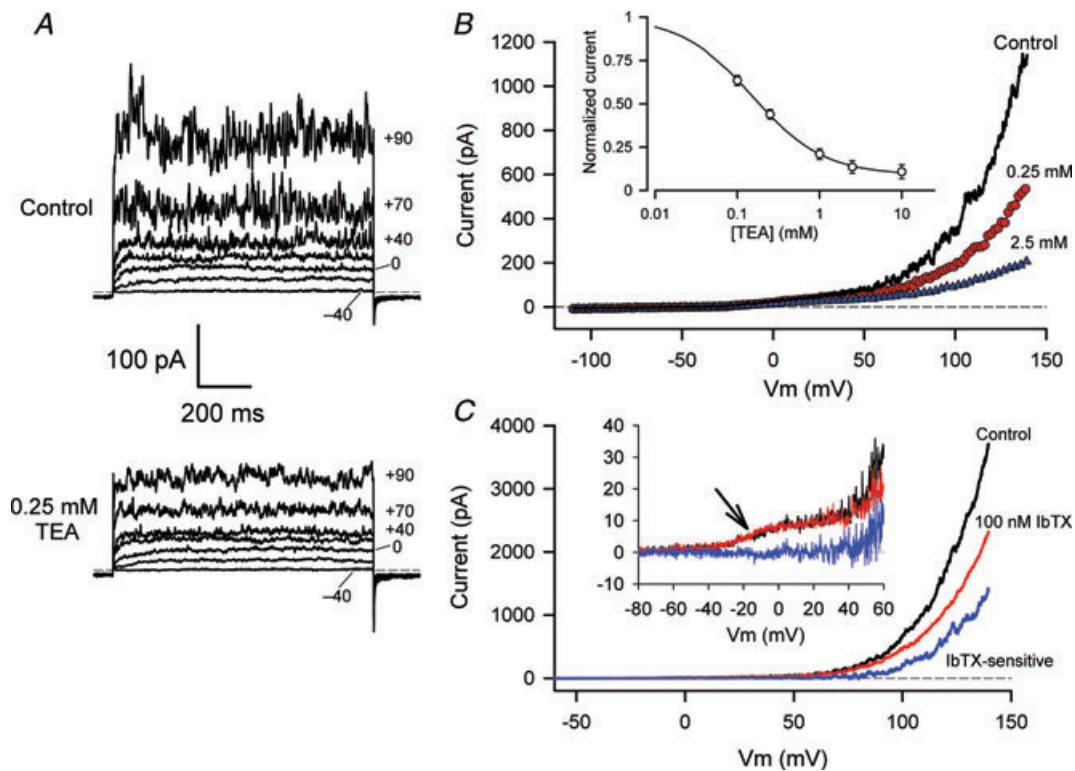 A
Control
+90
+70
+40
0
–40
100 pA
200 ms
0.25 mM
TEA
+90
+70
+40
0
–40
B
Current (pA)
1200
1000
800
600
400
200
0
-100
-50
0
50
100
150
Vm (mV)
Control
0.25 mM
2.5 mM
Normalized current
1
0.75
0.50
0.25
0
0.01
0.1
1
10
[TEA] (mM)
C
Current (pA)
4000
3000
2000
1000
0
-50
0
50
100
150
Vm (mV)
Control
100 nM IbTX
IbTX-sensitive
40
30
20
10
0
-10
-80
-60
-40
-20
0
20
40
60
Vm (mV)